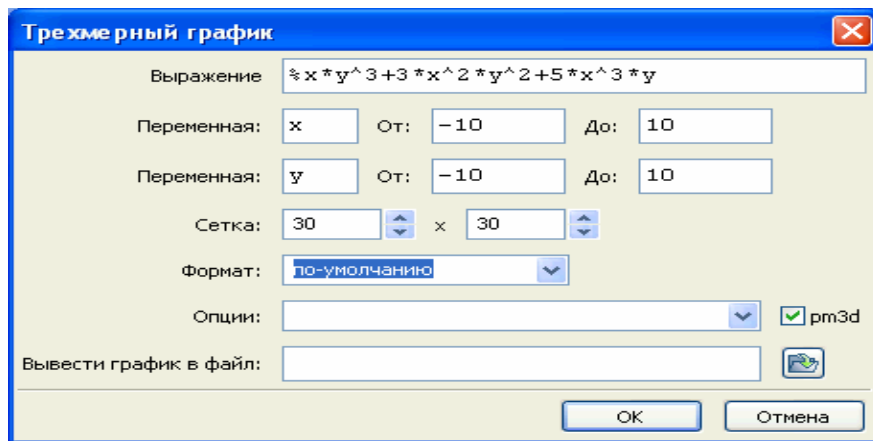 Трехмерный график
Выражение %x*y^3+3*x^2*y^2+5*x^3*y
Переменная: x От: -10 До: 10
Переменная: y От: -10 До: 10
Сетка: 30 x 30
Формат: по-умолчанию
Опции: pm3d
Вывести график в файл:
OK Отмена